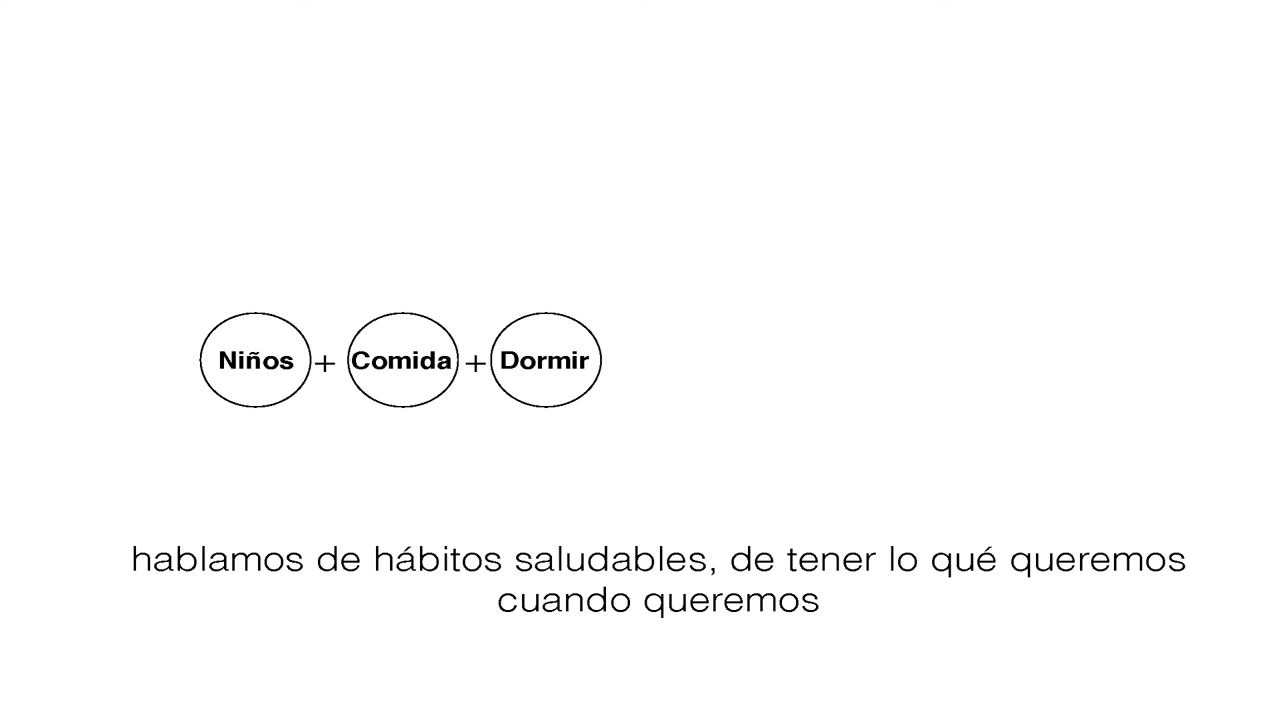 Niños + Comida + Dormir
hablamos de hábitos saludables, de tener lo qué queremos
cuando queremos